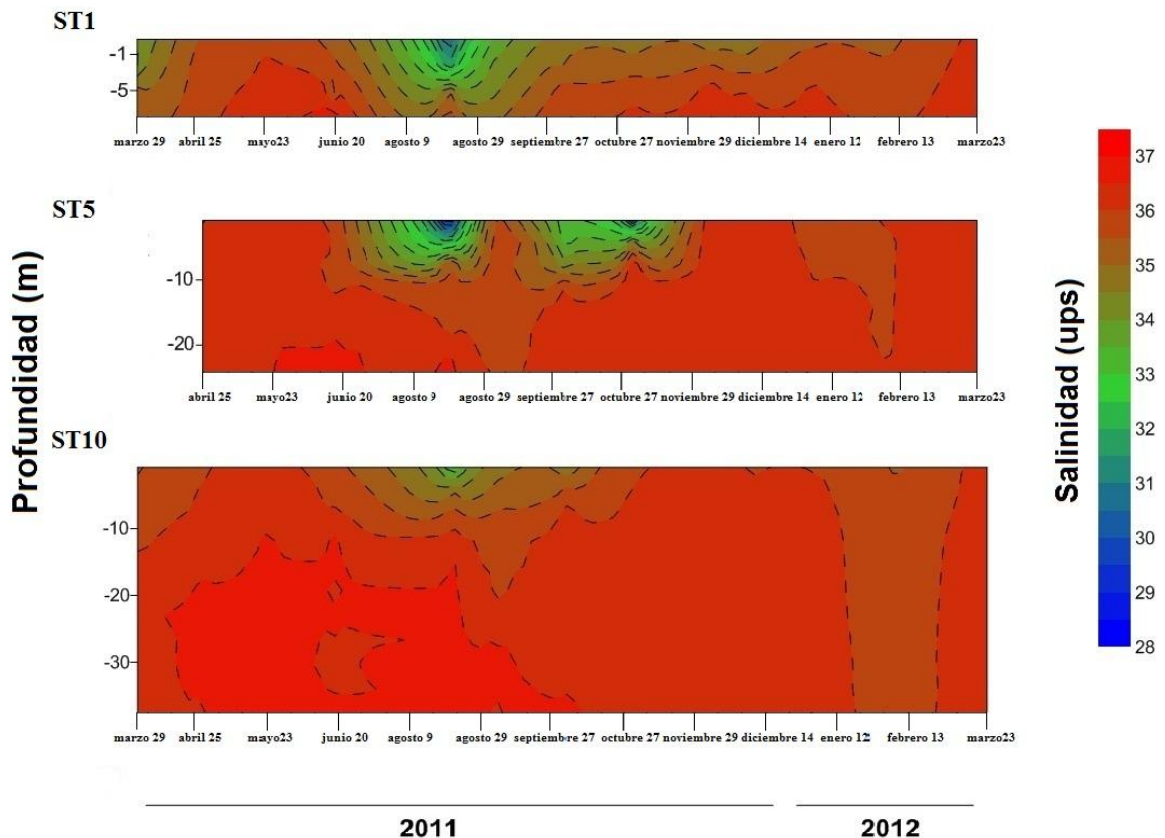 ST1
-1
-5
marzo 29 abril 25 mayo23 junio 20 agosto 9 agosto 29 septiembre 27 octubre 27 noviembre 29 diciembre 14 enero 12 febrero 13 marzo23
ST5
-10
-20
abril 25 mayo23 junio 20 agosto 9 agosto 29 septiembre 27 octubre 27 noviembre 29 diciembre 14 enero 12 febrero 13 marzo23
ST10
-10
-20
-30
marzo 29 abril 25 mayo23 junio 20 agosto 9 agosto 29 septiembre 27 octubre 27 noviembre 29 diciembre 14 enero 12 febrero 13 marzo23
2011 2012
Profundidad (m)
Salinidad (ups)
37
36
35
34
33
32
31
30
29
28